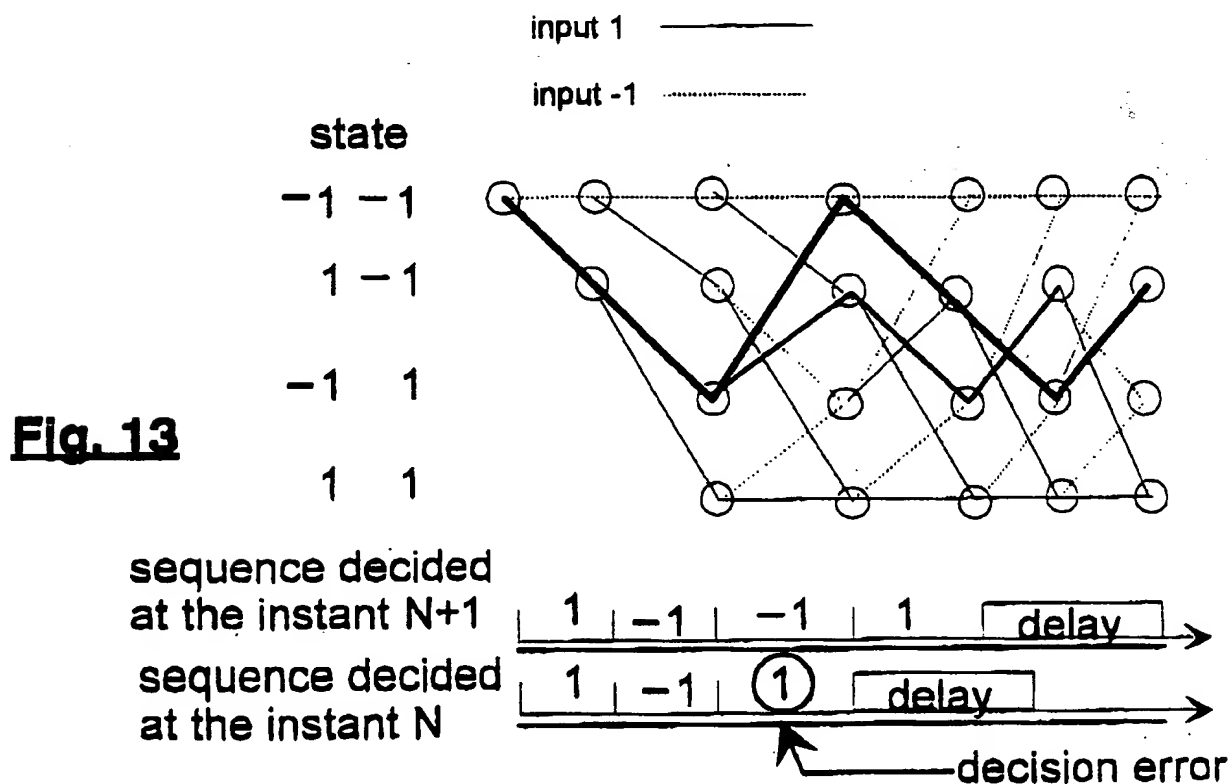 input 1
input -1
state
−1 −1
1 −1
−1 1
1 1
Fig. 13
sequence decided
at the instant N+1
1 -1 -1 1 delay
sequence decided
at the instant N
1 -1 1 delay
decision error